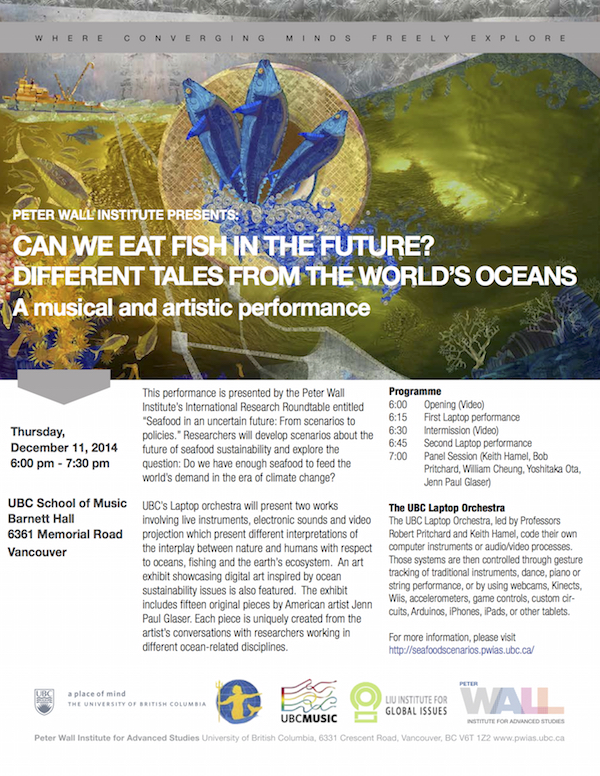 WHERE CONVERGING MINDS FREELY EXPLORE
PETER WALL INSTITUTE PRESENTS:
CAN WE EAT FISH IN THE FUTURE?
DIFFERENT TALES FROM THE WORLD'S OCEANS
A musical and artistic performance
Thursday,
December 11, 2014
6:00 pm - 7:30 pm
UBC School of Music
Barnett Hall
6361 Memorial Road
Vancouver
This performance is presented by the Peter Wall
Institute's International Research Roundtable entitled
"Seafood in an uncertain future: From scenarios to
policies." Researchers will develop scenarios about the
future of seafood sustainability and explore the
question: Do we have enough seafood to feed the
world's demand in the era of climate change?
UBC's Laptop orchestra will present two works
involving live instruments, electronic sounds and video
projection which present different interpretations of
the interplay between nature and humans with respect
to oceans, fishing and the earth's ecosystem. An art
exhibit showcasing digital art inspired by ocean
sustainability issues is also featured. The exhibit
includes fifteen original pieces by American artist Jenn
Paul Glaser. Each piece is uniquely created from the
artist's conversations with researchers working in
different ocean-related disciplines.
Programme
6:00 Opening (Video)
6:15 First Laptop performance
6:30 Intermission (Video)
6:45 Second Laptop performance
7:00 Panel Session (Keith Hamel, Bob
Pritchard, William Cheung, Yoshitaka Ota,
Jenn Paul Glaser)
The UBC Laptop Orchestra
The UBC Laptop Orchestra, led by Professors
Robert Pritchard and Keith Hamel, code their own
computer instruments or audio/video processes.
Those systems are then controlled through gesture
tracking of traditional instruments, dance, piano or
string performance, or by using webcams, Kinects,
Wiis, accelerometers, game controls, custom cir-
cuits, Arduinos, iPhones, iPads, or other tablets.
For more information, please visit
http://seafoodscenarios.pwias.ubc.ca/
UBC
a place of mind
THE UNIVERSITY OF BRITISH COLUMBIA
UBCMUSIC
LIU INSTITUTE FOR
GLOBAL ISSUES
PETER
WALL
INSTITUTE FOR ADVANCED STUDIES
Peter Wall Institute for Advanced Studies University of British Columbia, 6331 Crescent Road, Vancouver, BC V6T 1Z2 www.pwias.ubc.ca